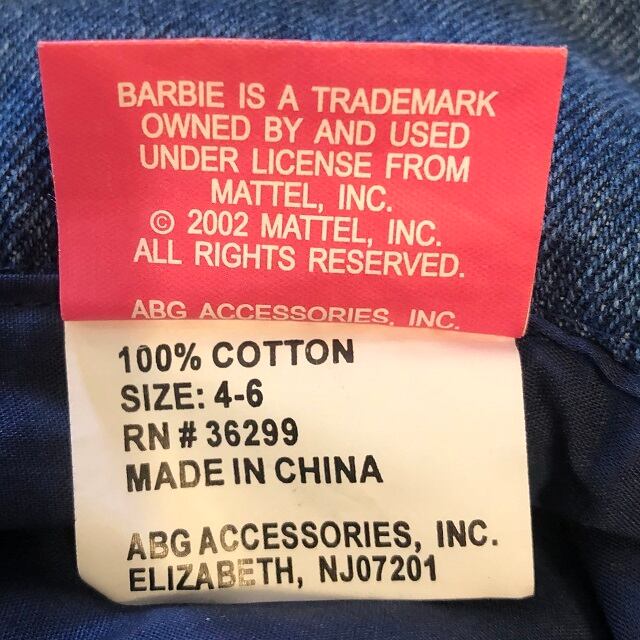 BARBIE IS A TRADEMARK
OWNED BY AND USED
UNDER LICENSE FROM
MATTEL, INC.
© 2002 MATTEL, INC.
ALL RIGHTS RESERVED.
ABG ACCESSORIES, INC.
100% COTTON
SIZE: 4-6
RN # 36299
MADE IN CHINA
ABG ACCESSORIES, INC.
ELIZABETH, NJ07201